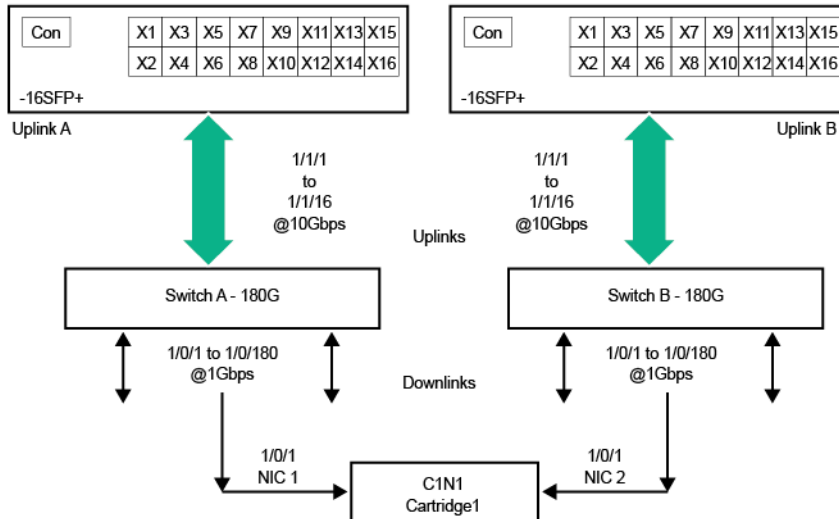 Con
X1 X3 X5 X7 X9 X11 X13 X15
X2 X4 X6 X8 X10 X12 X14 X16
-16SFP+
Uplink A
Con
X1 X3 X5 X7 X9 X11 X13 X15
X2 X4 X6 X8 X10 X12 X14 X16
-16SFP+
Uplink B
1/1/1
to
1/1/16
@10Gbps
Uplinks
1/1/1
to
1/1/16
@10Gbps
Switch A - 180G
Switch B - 180G
1/0/1 to 1/0/180
@1Gbps
Downlinks
1/0/1 to 1/0/180
@1Gbps
1/0/1
NIC 1
C1N1
Cartridge1
1/0/1
NIC 2